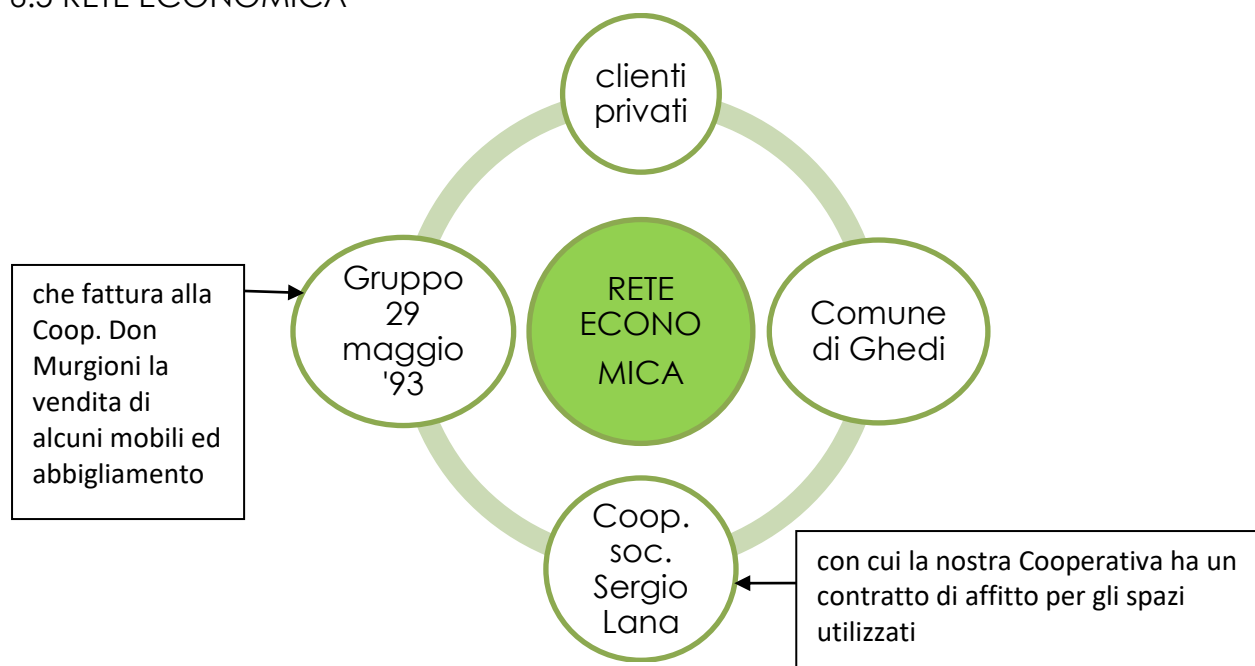 6.5 RETE ECONOMICA
clienti
privati
che fattura alla
Coop. Don
Murgioni la
vendita di
alcuni mobili ed
abbigliamento
Gruppo
29
maggio
'93
RETE
ECONO
MICA
Comune
di Ghedi
Coop.
soc.
Sergio
Lana
con cui la nostra Cooperativa ha un
contratto di affitto per gli spazi
utilizzati